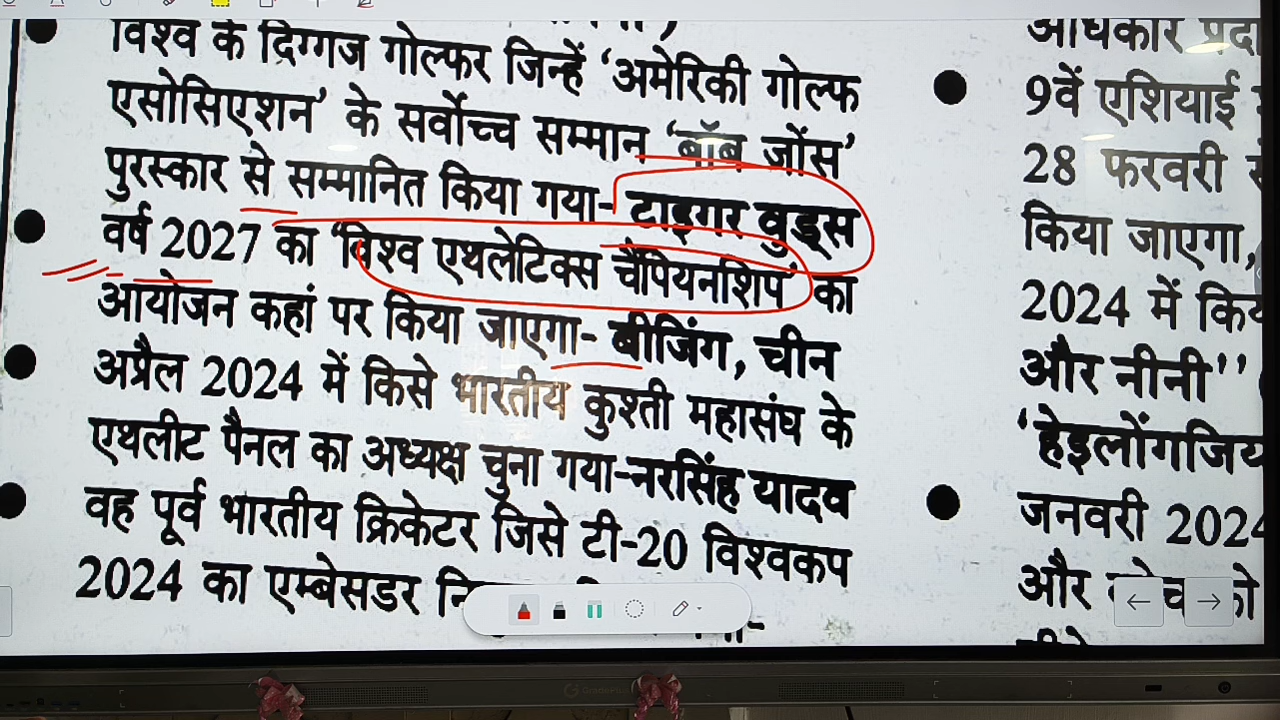 विश्व के दिग्गज गोल्फर जिन्हें ‘अमेरिकी गोल्फ
एसोसिएशन’ के सर्वोच्च सम्मान ‘बॉब जोंस’
पुरस्कार से सम्मानित किया गया- टाइगर वुड्स
वर्ष 2027 का ‘विश्व एथलेटिक्स चैंपियनशिप’ का
आयोजन कहां पर किया जाएगा- बीजिंग, चीन
अप्रैल 2024 में किसे भारतीय कुश्ती महासंघ के
एथलीट पैनल का अध्यक्ष चुना गया-नरसिंह यादव
वह पूर्व भारतीय क्रिकेटर जिसे टी-20 विश्वकप
2024 का एम्बेसडर
अधिकार
9वें एशियाई
28 फरवरी
किया जाएगा,
2024 में
और नीनी’’
जनवरी 2024
और